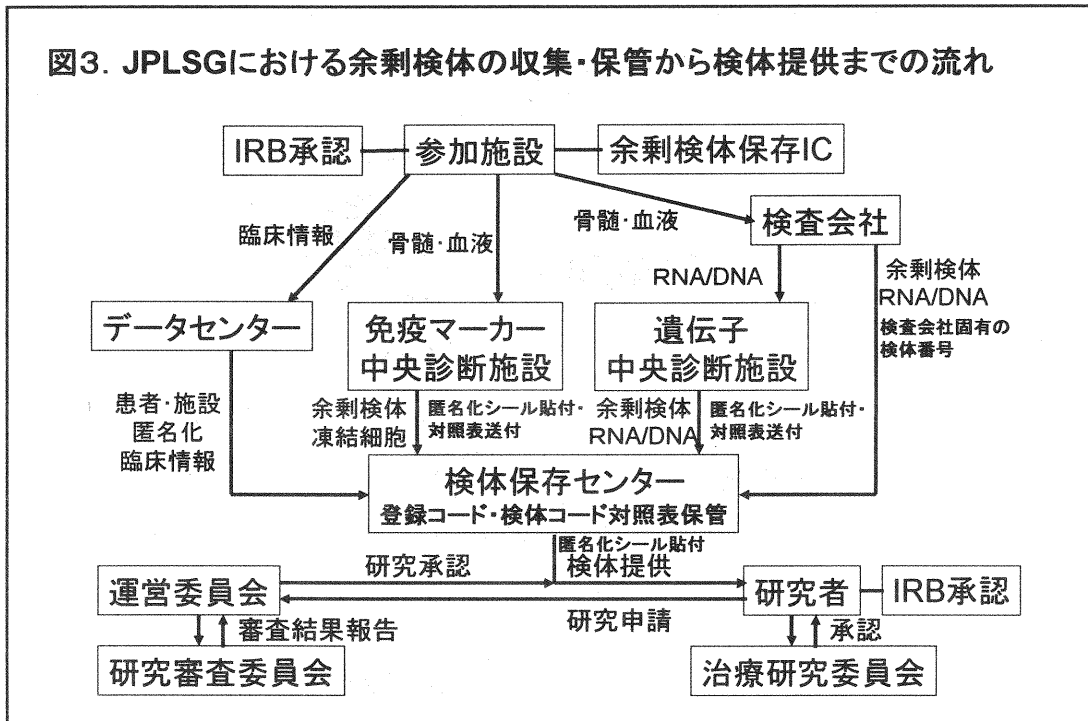 図3. JPLSGにおける余剰検体の収集・保管から検体提供までの流れ
IRB承認
参加施設
余剰検体保存IC
臨床情報
骨髄・血液
骨髄・血液
検査会社
RNA/DNA
余剰検体
RNA/DNA
検査会社固有の
検体番号
データセンター
免疫マーカー
中央診断施設
遺伝子
中央診断施設
患者・施設
匿名化
臨床情報
余剰検体
凍結細胞
匿名化シール貼付・
対照表送付
余剰検体
RNA/DNA
匿名化シール貼付・
対照表送付
検体保存センター
登録コード・検体コード対照表保管
匿名化シール貼付
検体提供
研究承認
運営委員会
研究者
IRB承認
研究申請
審査結果報告
承認
研究審査委員会
治療研究委員会